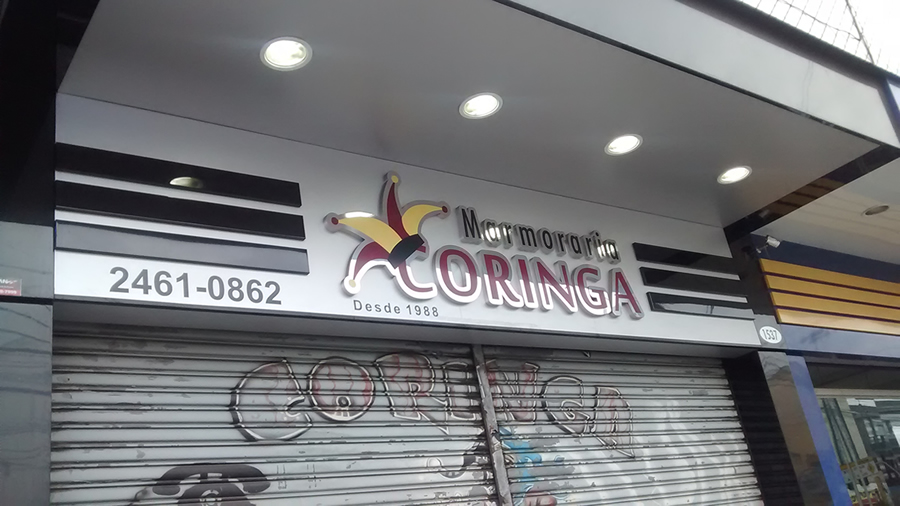 Marmoraria
CORINGA
Desde 1988
2461-0862
1537
CORINGA